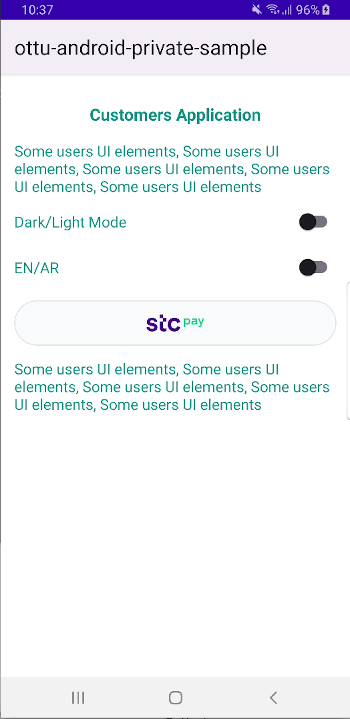 10:37
96%
ottu-android-private-sample
Customers Application
Some users UI elements, Some users UI
elements, Some users UI elements, Some users
UI elements, Some users UI elements
Dark/Light Mode
EN/AR
stc pay
Some users UI elements, Some users UI
elements, Some users UI elements, Some users
UI elements, Some users UI elements